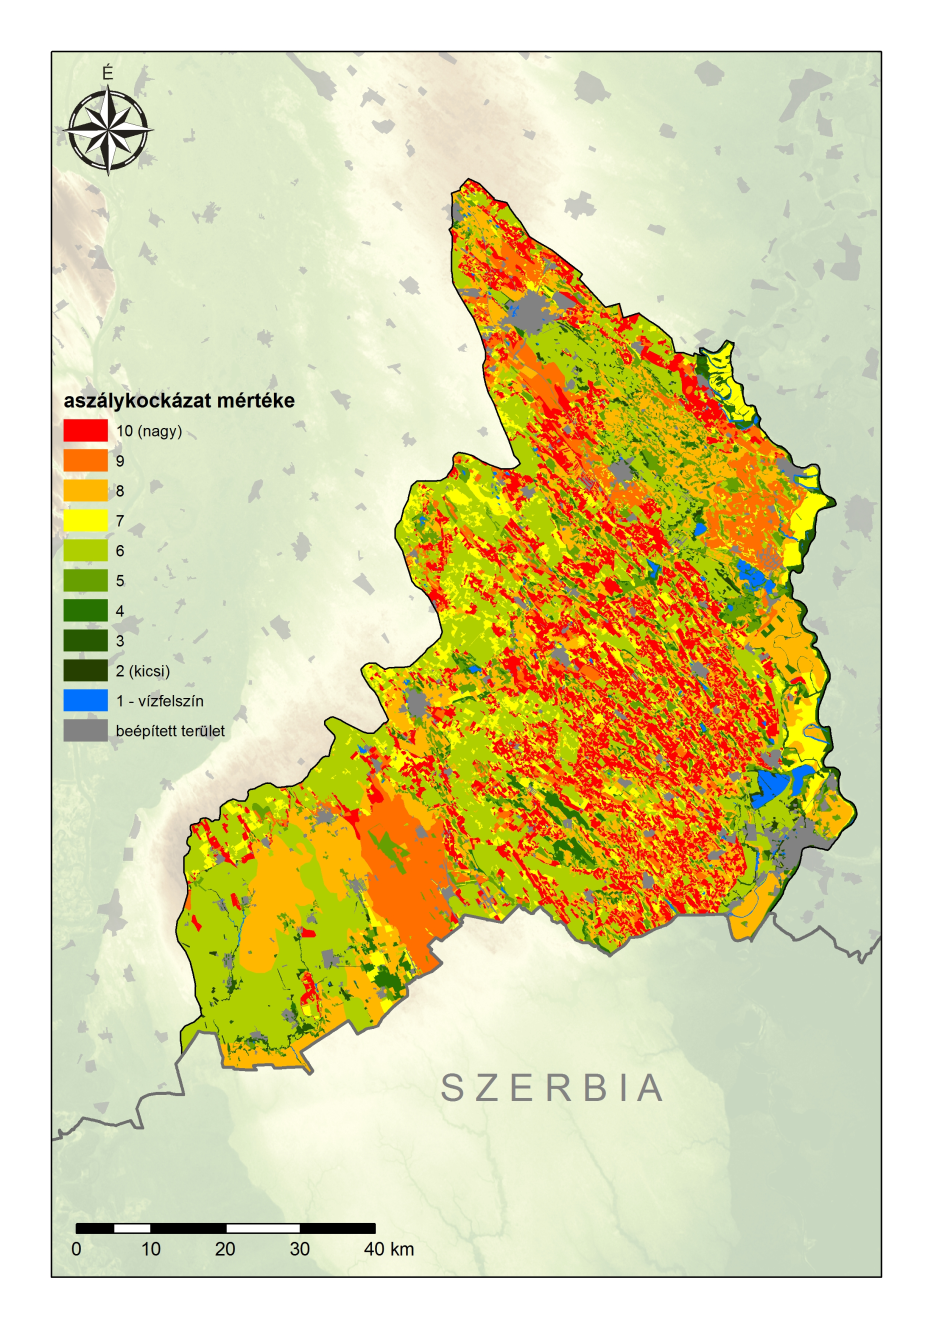 É
aszálykockázat mértéke
10 (nagy)
9
8
7
6
5
4
3
2 (kicsi)
1 - vízfelszín
beépített terület
SZERBIA
0 10 20 30 40 km